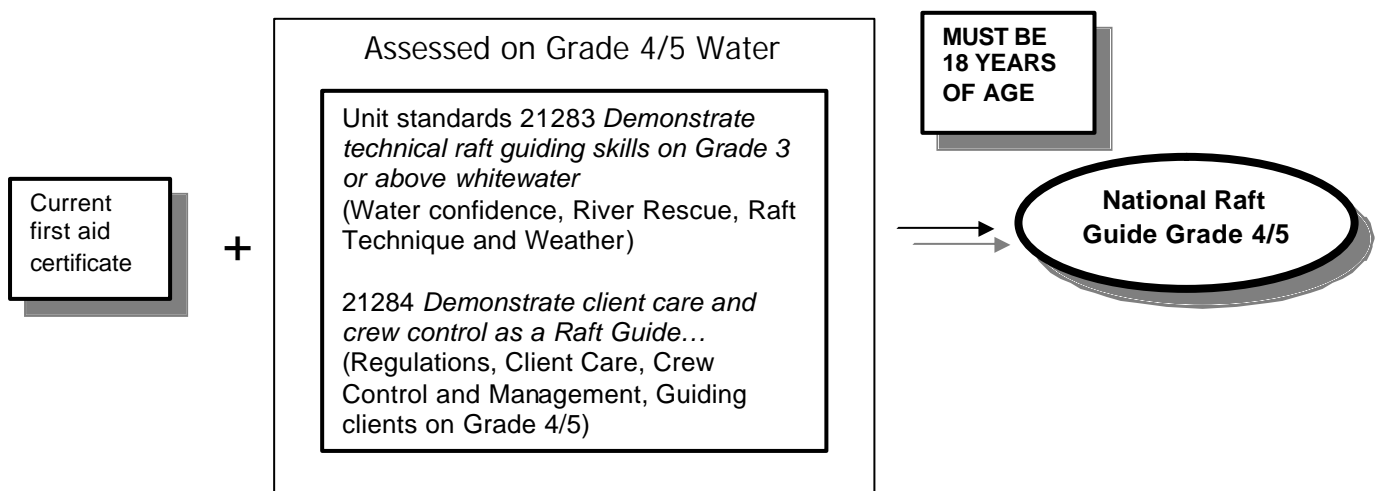 Current
first aid
certificate
+
Assessed on Grade 4/5 Water
Unit standards 21283 Demonstrate
technical raft guiding skills on Grade 3
or above whitewater
(Water confidence, River Rescue, Raft
Technique and Weather)
21284 Demonstrate client care and
crew control as a Raft Guide…
(Regulations, Client Care, Crew
Control and Management, Guiding
clients on Grade 4/5)
MUST BE
18 YEARS
OF AGE
National Raft
Guide Grade 4/5